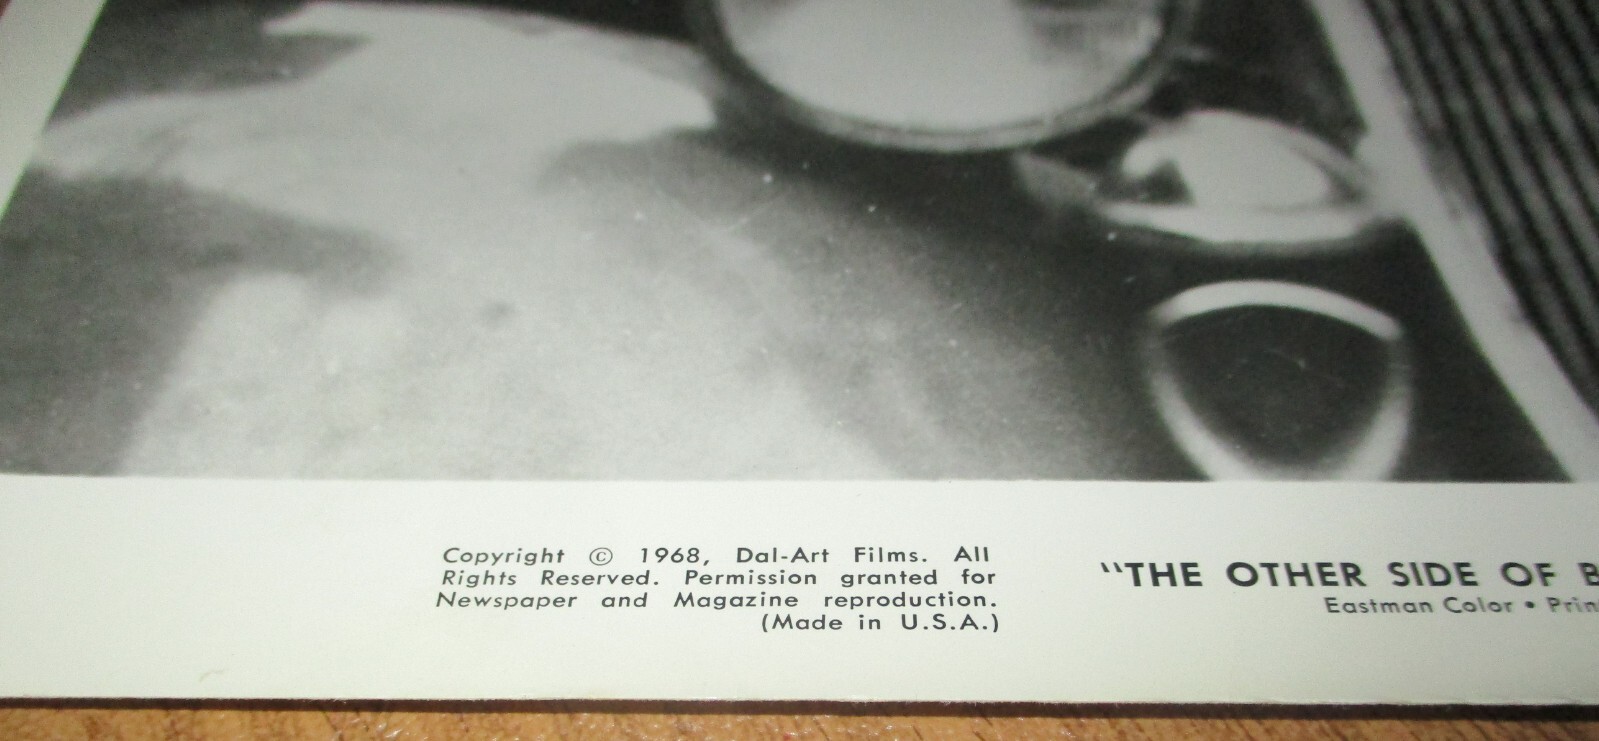 Copyright © 1968, Dal-Art Films. All
Rights Reserved. Permission granted for
Newspaper and Magazine reproduction.
(Made in U.S.A.)
"THE OTHER SIDE OF B
Eastman Color • Prin